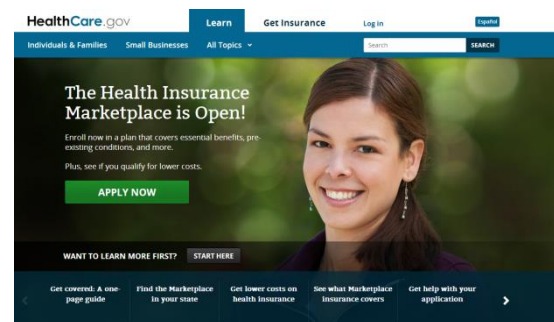 HealthCare.gov
Learn
Get Insurance
Log in
Español
Individuals & Families
Small Businesses
All Topics
Search
SEARCH
The Health Insurance
Marketplace is Open!
Enroll now in a plan that covers essential benefits, pre-
existing conditions, and more.
Plus, see if you qualify for lower costs.
APPLY NOW
WANT TO LEARN MORE FIRST?
START HERE
Get covered: A one-
page guide
Find the Marketplace
in your state
Get lower costs on
health insurance
See what Marketplace
insurance covers
Get help with your
application